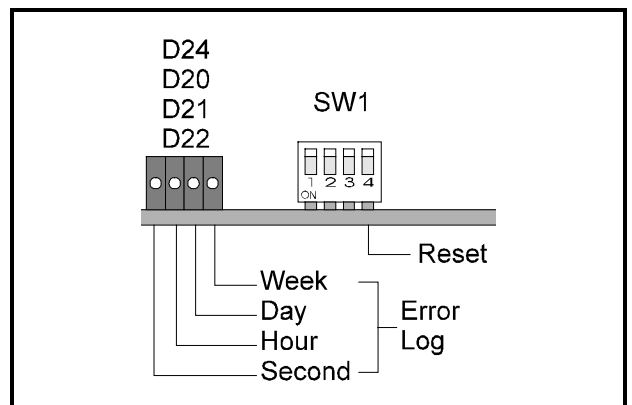 D24
D20
D21
D22
SW1
1 2 3 4
ON
Reset
Week
Day
Hour
Second
Error
Log